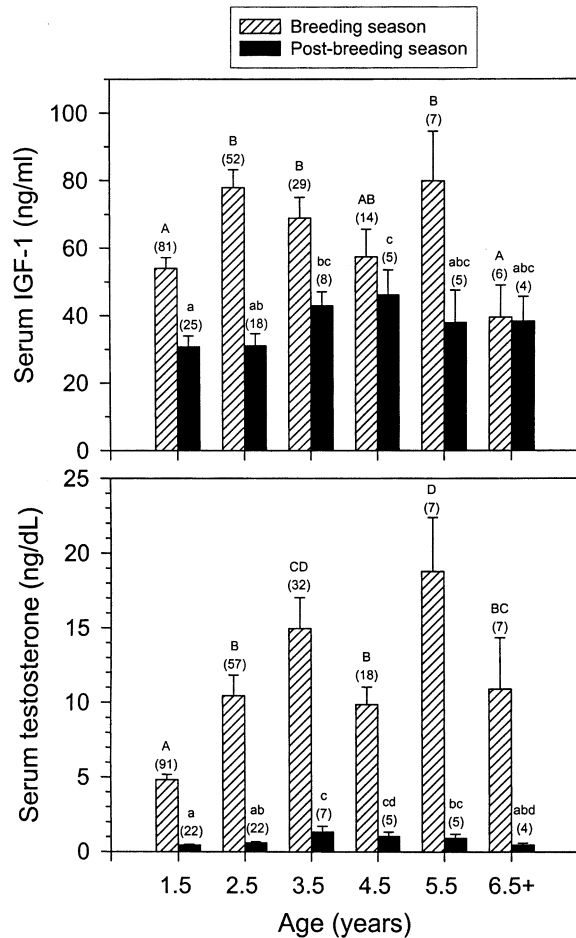 Breeding season
Post-breeding season
Serum IGF-1 (ng/ml)
100
80
60
40
20
0
A
(81)
a
(25)
B
(52)
ab
(18)
B
(29)
bc
(8)
AB
(14)
c
(5)
B
(7)
abc
(5)
A
(6)
abc
(4)
Serum testosterone (ng/dL)
25
20
15
10
5
0
A
(91)
a
(22)
B
(57)
ab
(22)
CD
(32)
c
(7)
B
(18)
cd
(5)
D
(7)
bc
(5)
BC
(7)
abd
(4)
1.5 2.5 3.5 4.5 5.5 6.5+
Age (years)